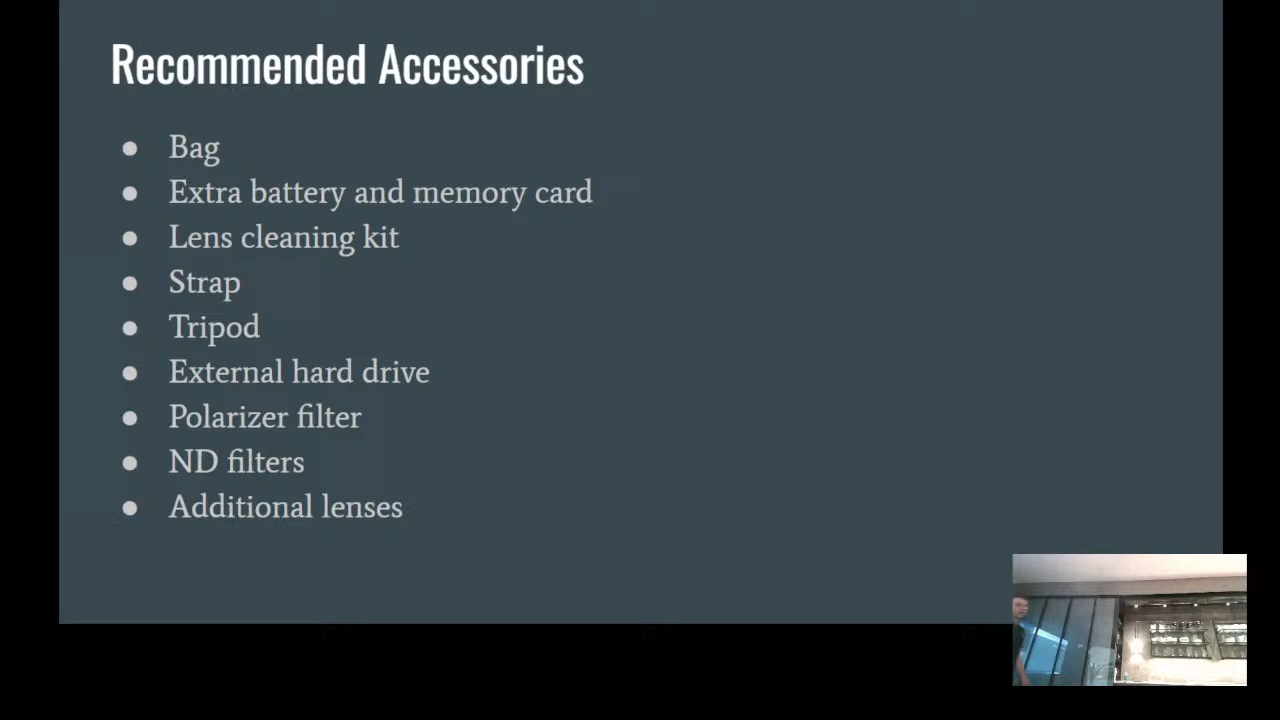 Recommended Accessories
● Bag
● Extra battery and memory card
● Lens cleaning kit
● Strap
● Tripod
● External hard drive
● Polarizer filter
● ND filters
● Additional lenses